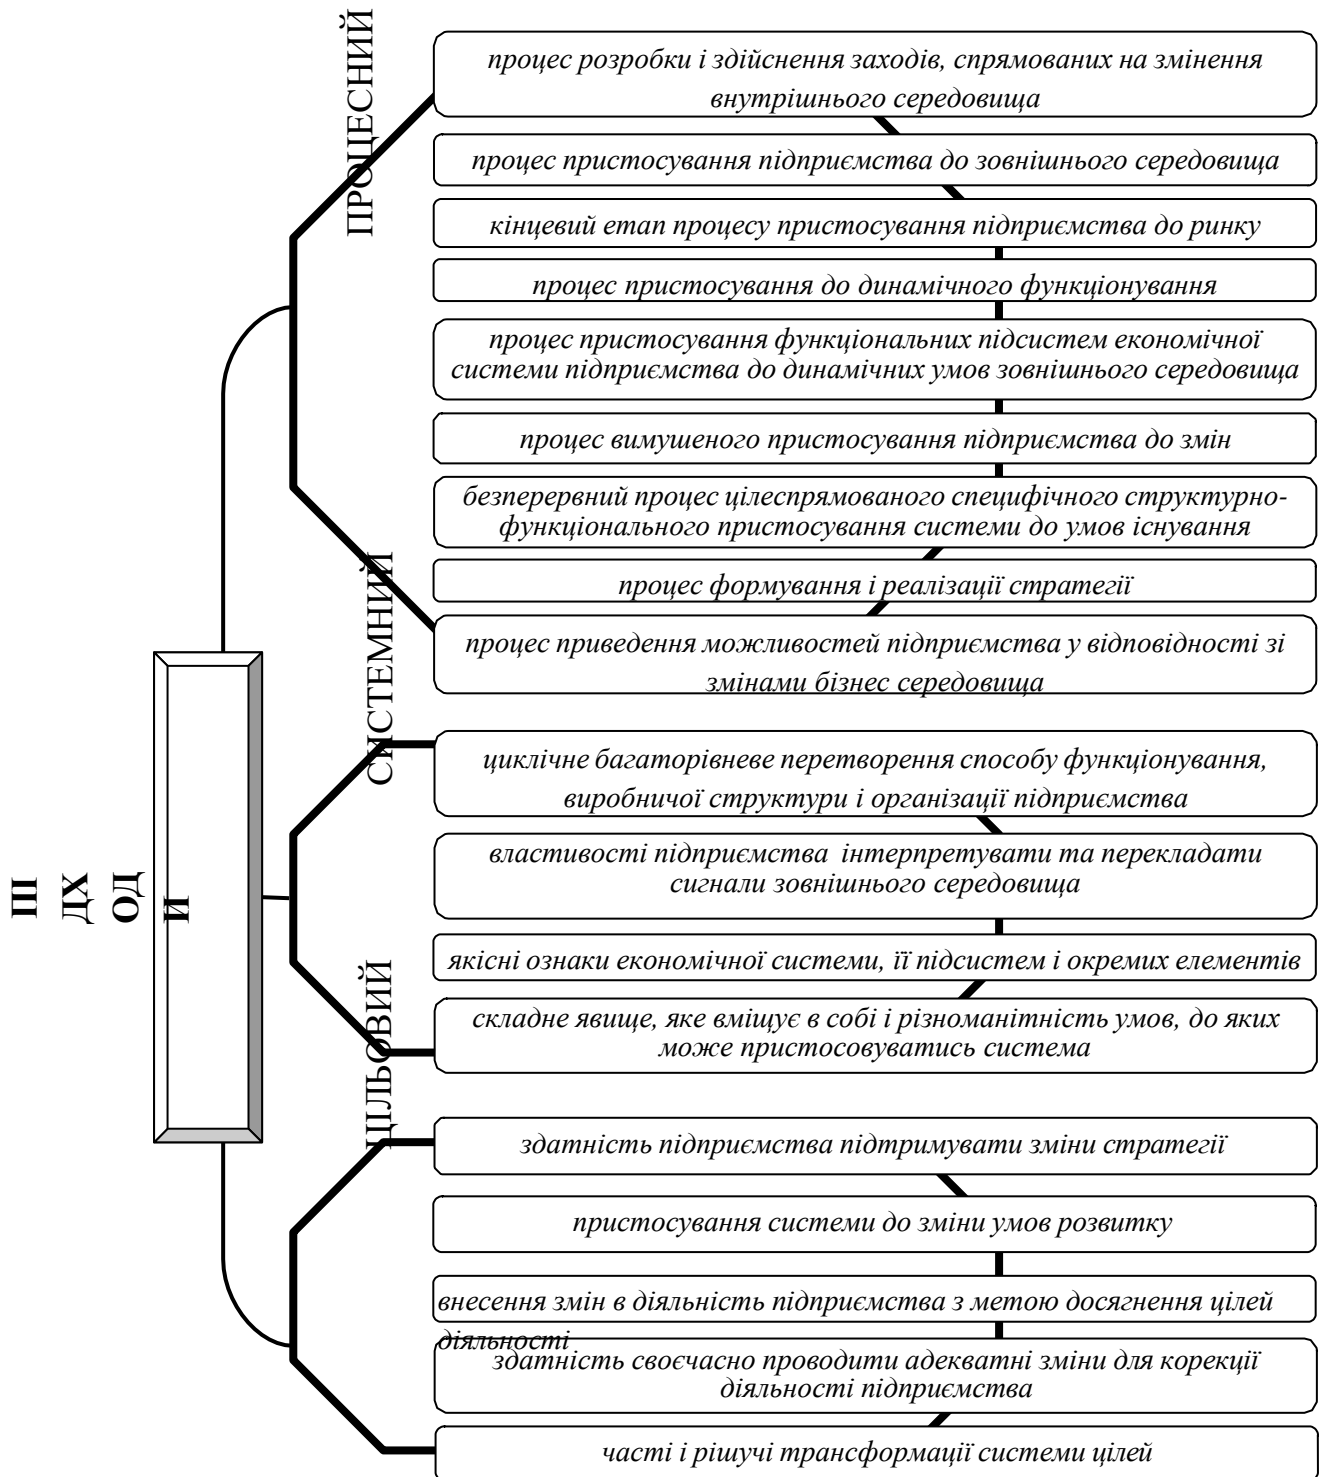 ПІ
ДХ
ОД
И
ПРОЦЕСНИЙ
процес розробки і здійснення заходів, спрямованих на змінення
внутрішнього середовища
процес пристосування підприємства до зовнішнього середовища
кінцевий етап процесу пристосування підприємства до ринку
процес пристосування до динамічного функціонування
процес пристосування функціональних підсистем економічної
системи підприємства до динамічних умов зовнішнього середовища
процес вимушеного пристосування підприємства до змін
безперервний процес цілеспрямованого специфічного структурно-
функціонального пристосування системи до умов існування
процес формування і реалізації стратегії
процес приведення можливостей підприємства у відповідності зі
змінами бізнес середовища
СИСТЕМНИЙ
циклічне багаторівневе перетворення способу функціонування,
виробничої структури і організації підприємства
властивості підприємства інтерпретувати та перекладати
сигнали зовнішнього середовища
якісні ознаки економічної системи, її підсистем і окремих елементів
складне явище, яке вміщує в собі і різноманітність умов, до яких
може пристосовуватись система
ЦІЛЬОВИЙ
здатність підприємства підтримувати зміни стратегії
пристосування системи до зміни умов розвитку
внесення змін в діяльність підприємства з метою досягнення цілей
діяльності
здатність своєчасно проводити адекватні зміни для корекції
діяльності підприємства
часті і рішучі трансформації системи цілей